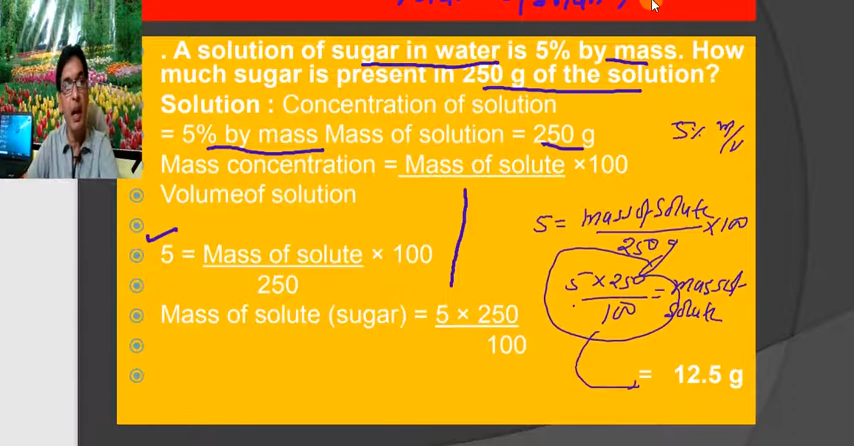 . A solution of sugar in water is 5% by mass. How
much sugar is present in 250 g of the solution?
Solution : Concentration of solution
= 5% by mass Mass of solution = 250 g
Mass concentration = Mass of solute ×100
Volumeof solution
5 = Mass of solute × 100
250
Mass of solute (sugar) = 5 × 250
100
= 12.5 g
5% m/v
5 = mass of solute × 100
250 g
5 × 250 = mass of
100 solute